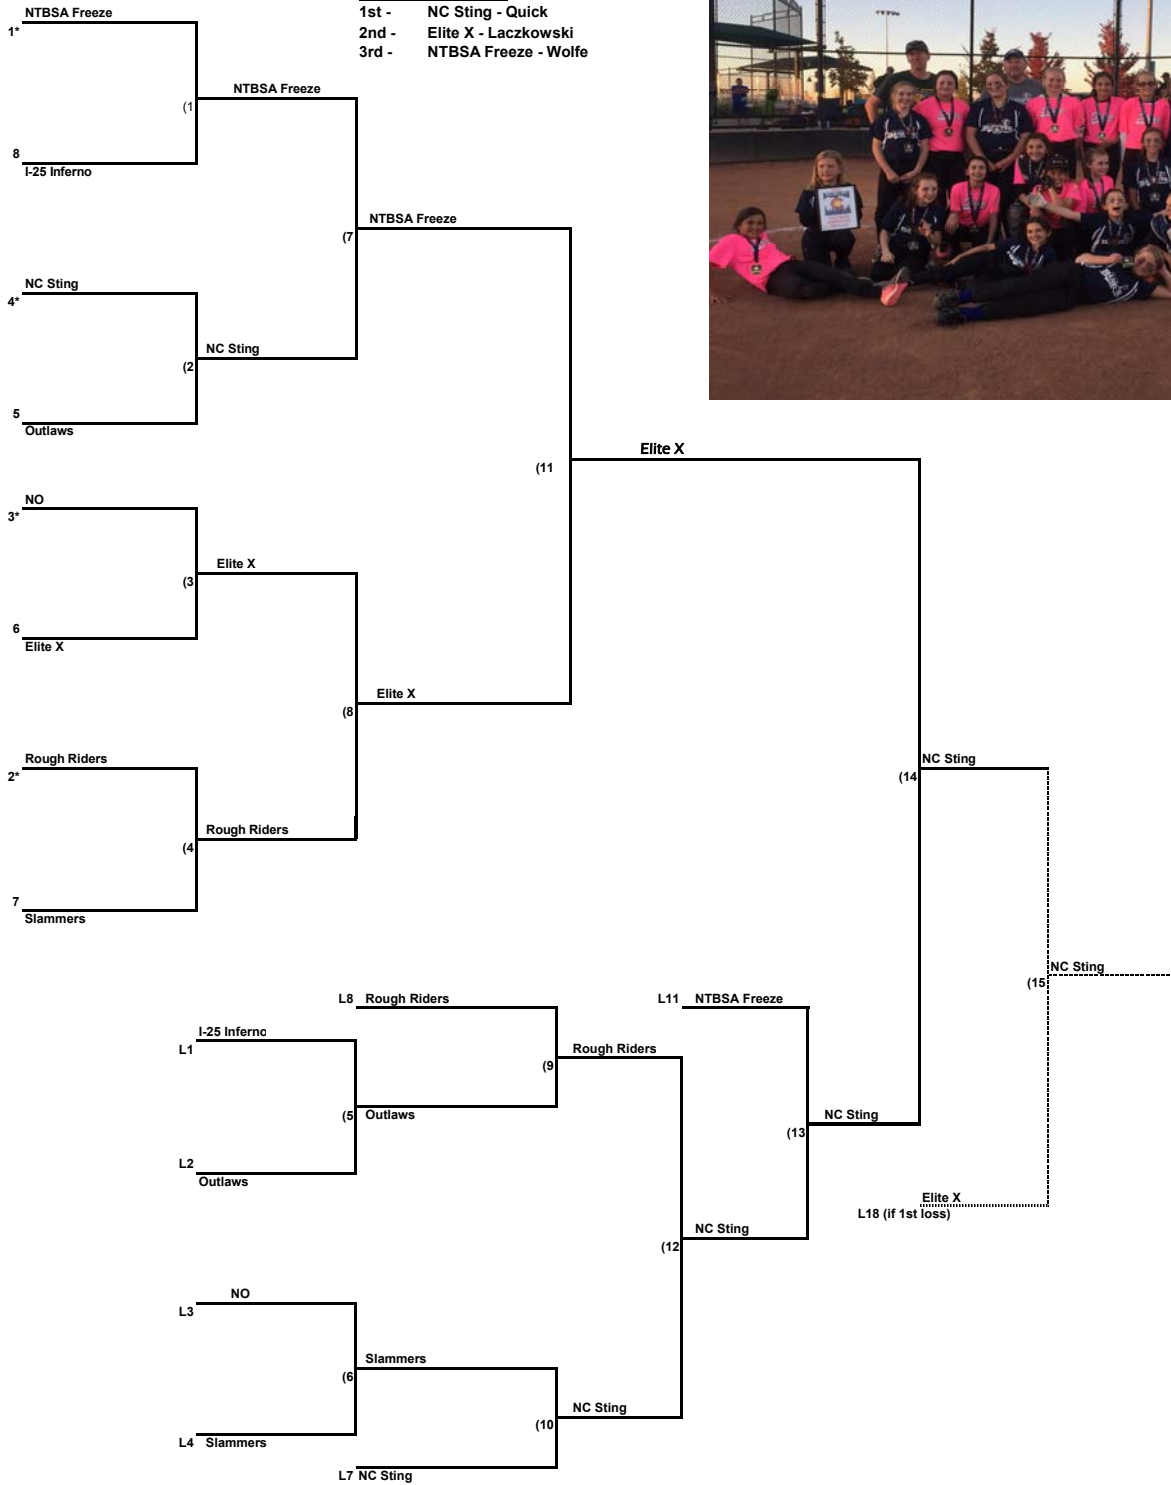 1st - NC Sting - Quick
2nd - Elite X - Laczkowski
3rd - NTBSA Freeze - Wolfe
NTBSA Freeze
1*
NTBSA Freeze
(1
8
I-25 Inferno
NTBSA Freeze
(7
NC Sting
4*
NC Sting
(2
5
Outlaws
Elite X
(11
NO
3*
Elite X
(3
6
Elite X
Elite X
(8
Rough Riders
2*
NC Sting
(14
Rough Riders
(4
7
Slammers
NC Sting
(15
L8 Rough Riders
L11 NTBSA Freeze
I-25 Inferno
L1
Rough Riders
(9
(5 Outlaws
NC Sting
(13
L2
Outlaws
Elite X
L18 (if 1st loss)
NC Sting
(12
NO
L3
Slammers
(6
NC Sting
(10
L4 Slammers
L7 NC Sting